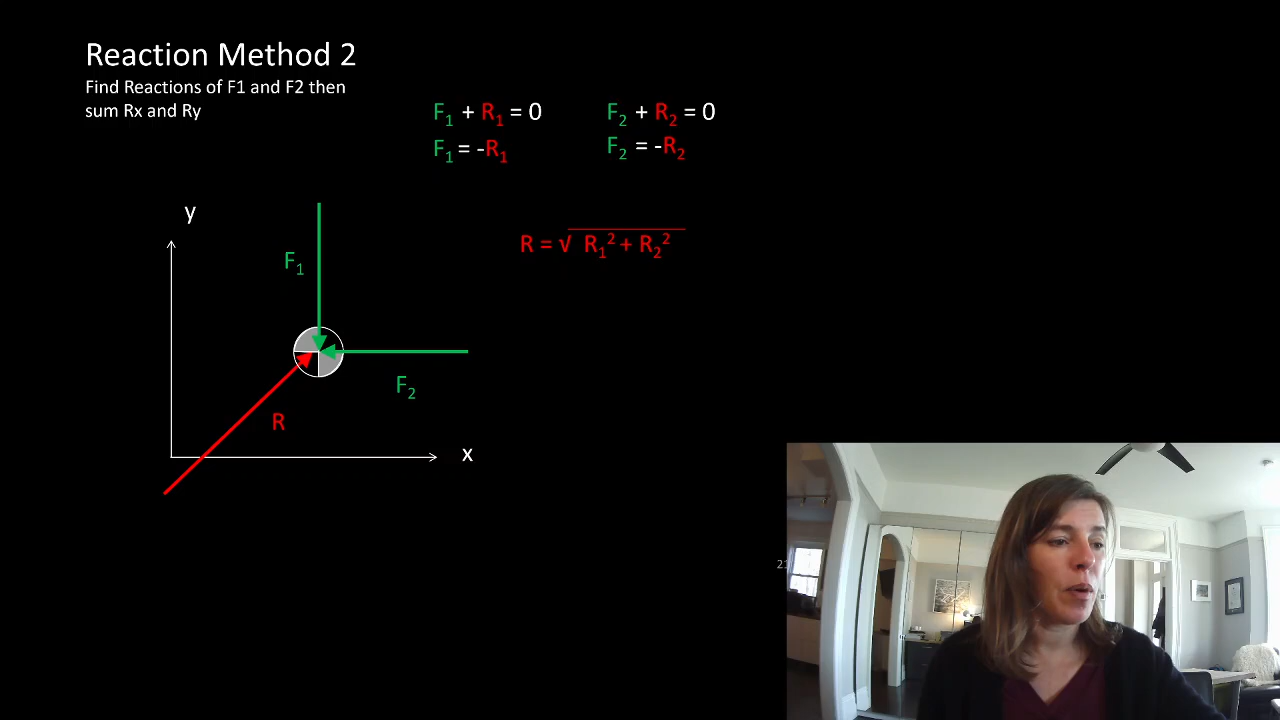 Reaction Method 2
Find Reactions of F1 and F2 then
sum Rx and Ry
F₁ + R₁ = 0
F₁ = -R₁
F₂ + R₂ = 0
F₂ = -R₂
R = √ R₁² + R₂²
y
F₁
F₂
R
x